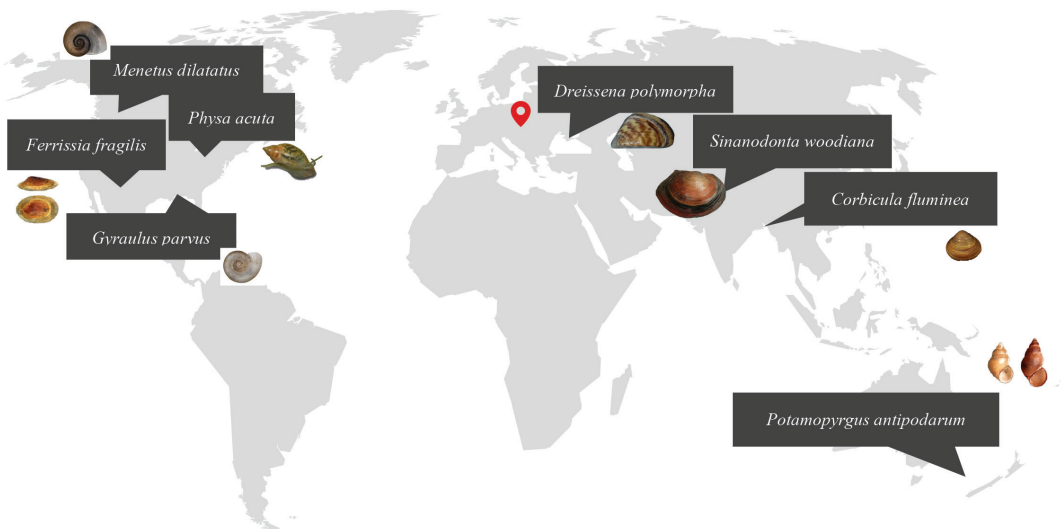 Menetus dilatatus
Physa acuta
Ferrissia fragilis
Gyraulus parvus
Dreissena polymorpha
Sinanodonta woodiana
Corbicula fluminea
Potamopyrgus antipodarum